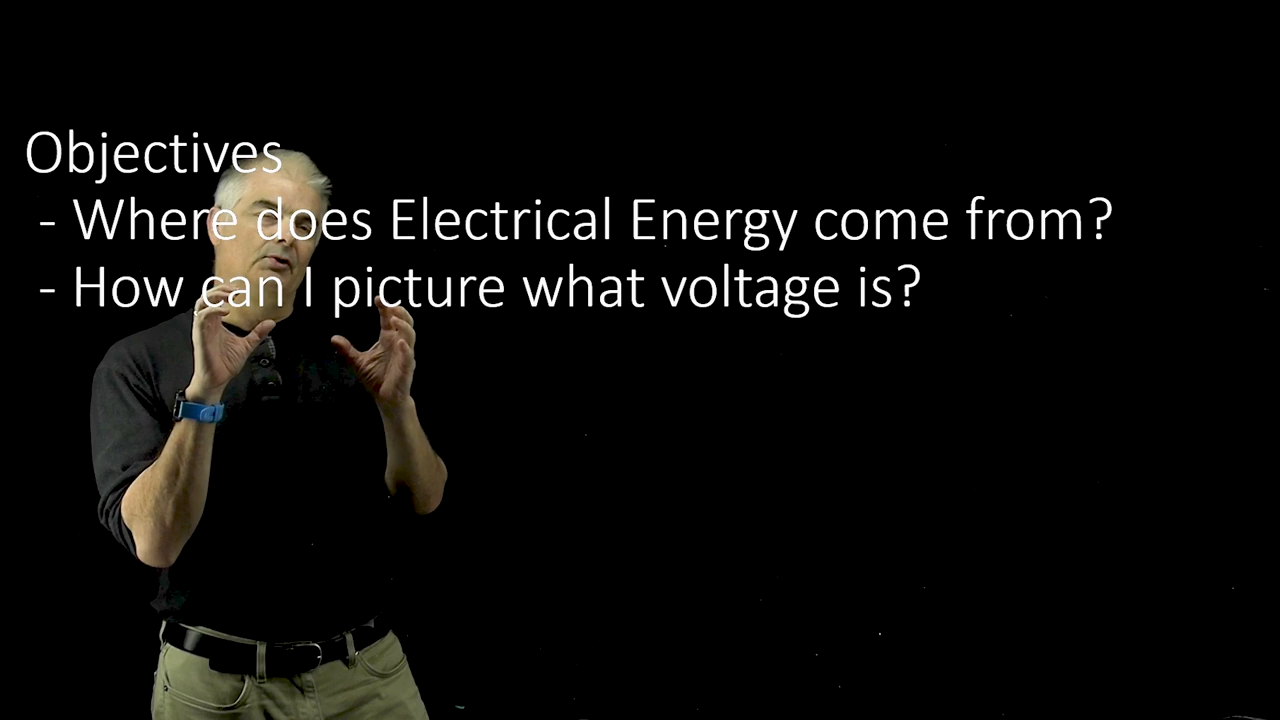 Objectives
- Where does Electrical Energy come from?
- How can I picture what voltage is?